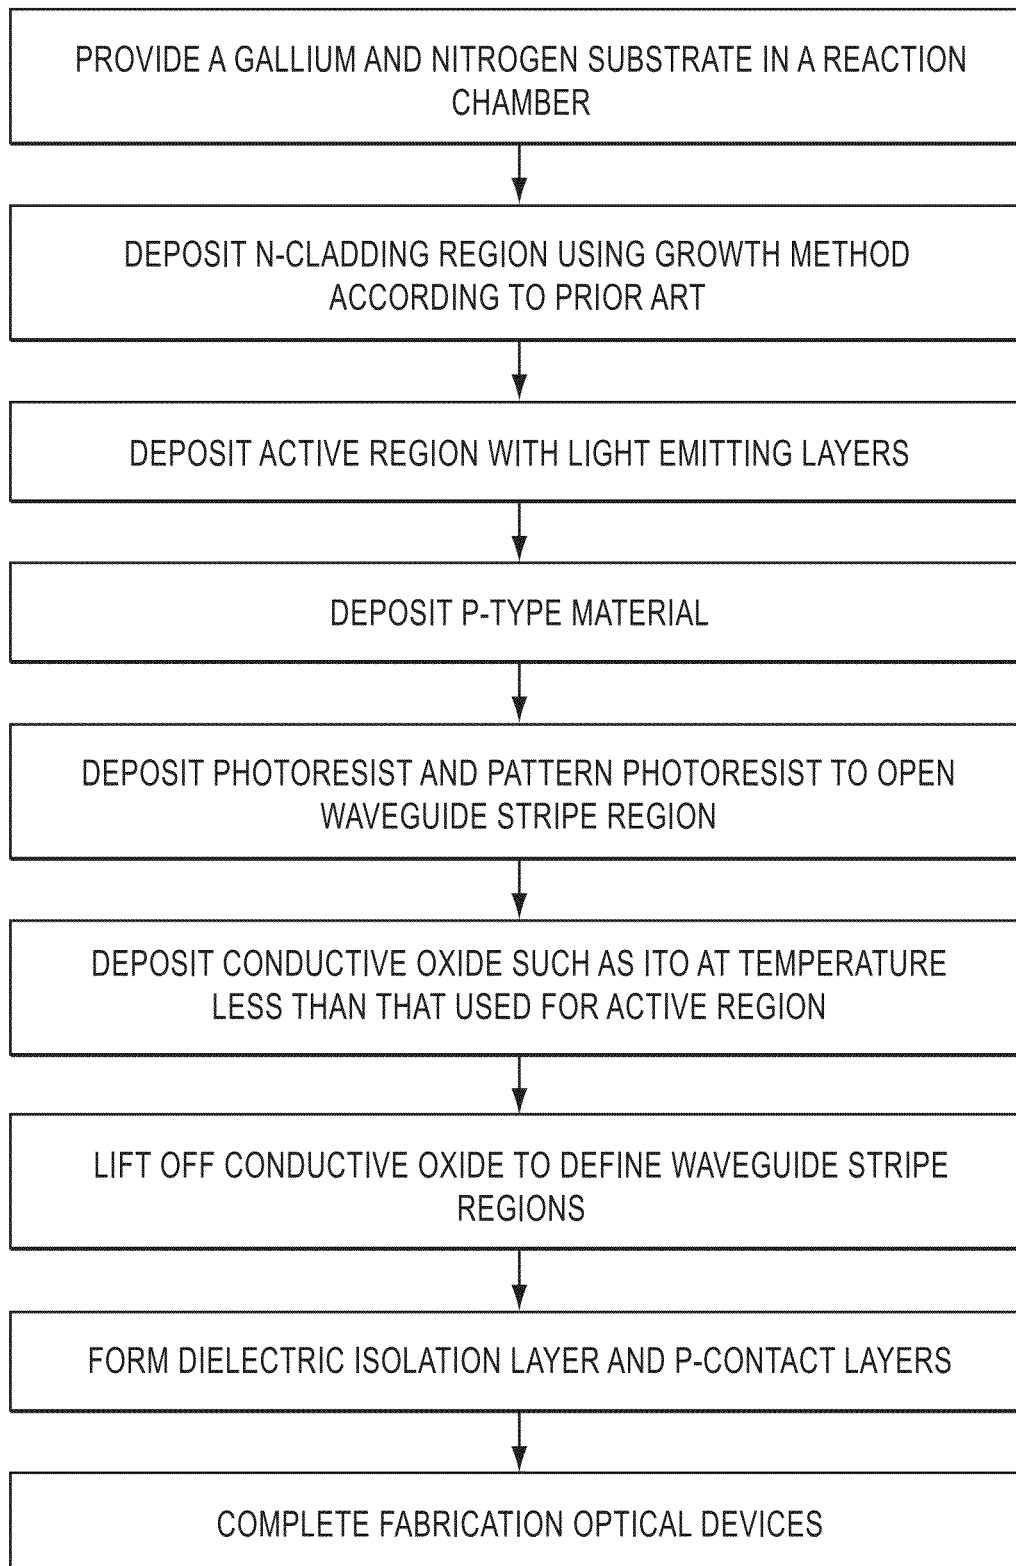 PROVIDE A GALLIUM AND NITROGEN SUBSTRATE IN A REACTION
CHAMBER
DEPOSIT N-CLADDING REGION USING GROWTH METHOD
ACCORDING TO PRIOR ART
DEPOSIT ACTIVE REGION WITH LIGHT EMITTING LAYERS
DEPOSIT P-TYPE MATERIAL
DEPOSIT PHOTORESIST AND PATTERN PHOTORESIST TO OPEN
WAVEGUIDE STRIPE REGION
DEPOSIT CONDUCTIVE OXIDE SUCH AS ITO AT TEMPERATURE
LESS THAN THAT USED FOR ACTIVE REGION
LIFT OFF CONDUCTIVE OXIDE TO DEFINE WAVEGUIDE STRIPE
REGIONS
FORM DIELECTRIC ISOLATION LAYER AND P-CONTACT LAYERS
COMPLETE FABRICATION OPTICAL DEVICES